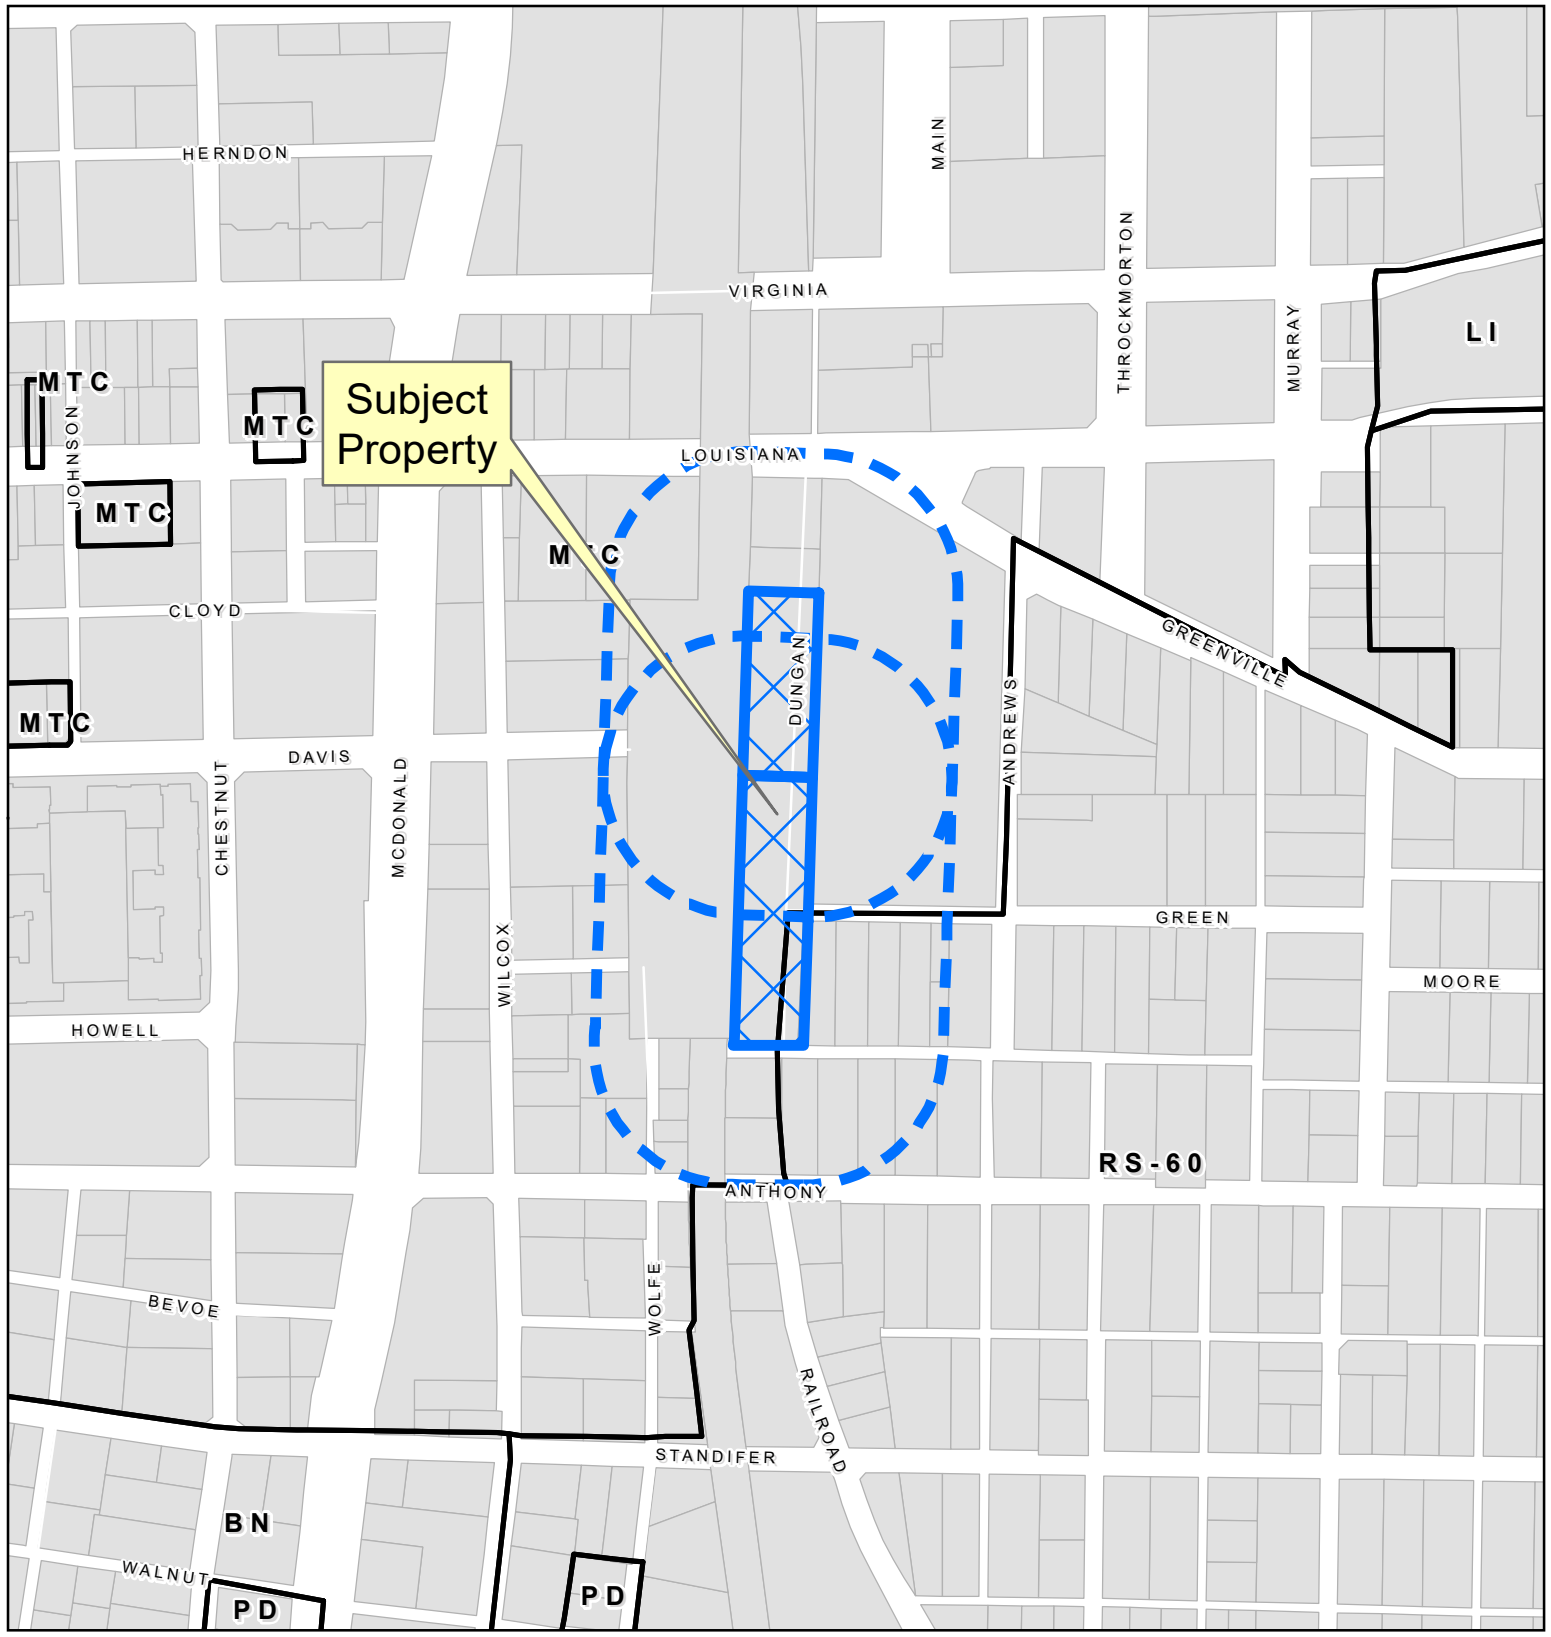 MAIN
HERNDON
THROCKMORTON
VIRGINIA
MURRAY
LI
MTC
Subject
Property
MTC
JOHNSON
LOUISIANA
MTC
MTC
CLOYD
GREENVILLE
DUNGAN
ANDREWS
MTC
DAVIS
CHESTNUT
MCDONALD
GREEN
WILCOX
MOORE
HOWELL
RS-60
ANTHONY
WOLFE
BEVOE
RAILROAD
STANDIFER
BN
WALNUT
PD
PD